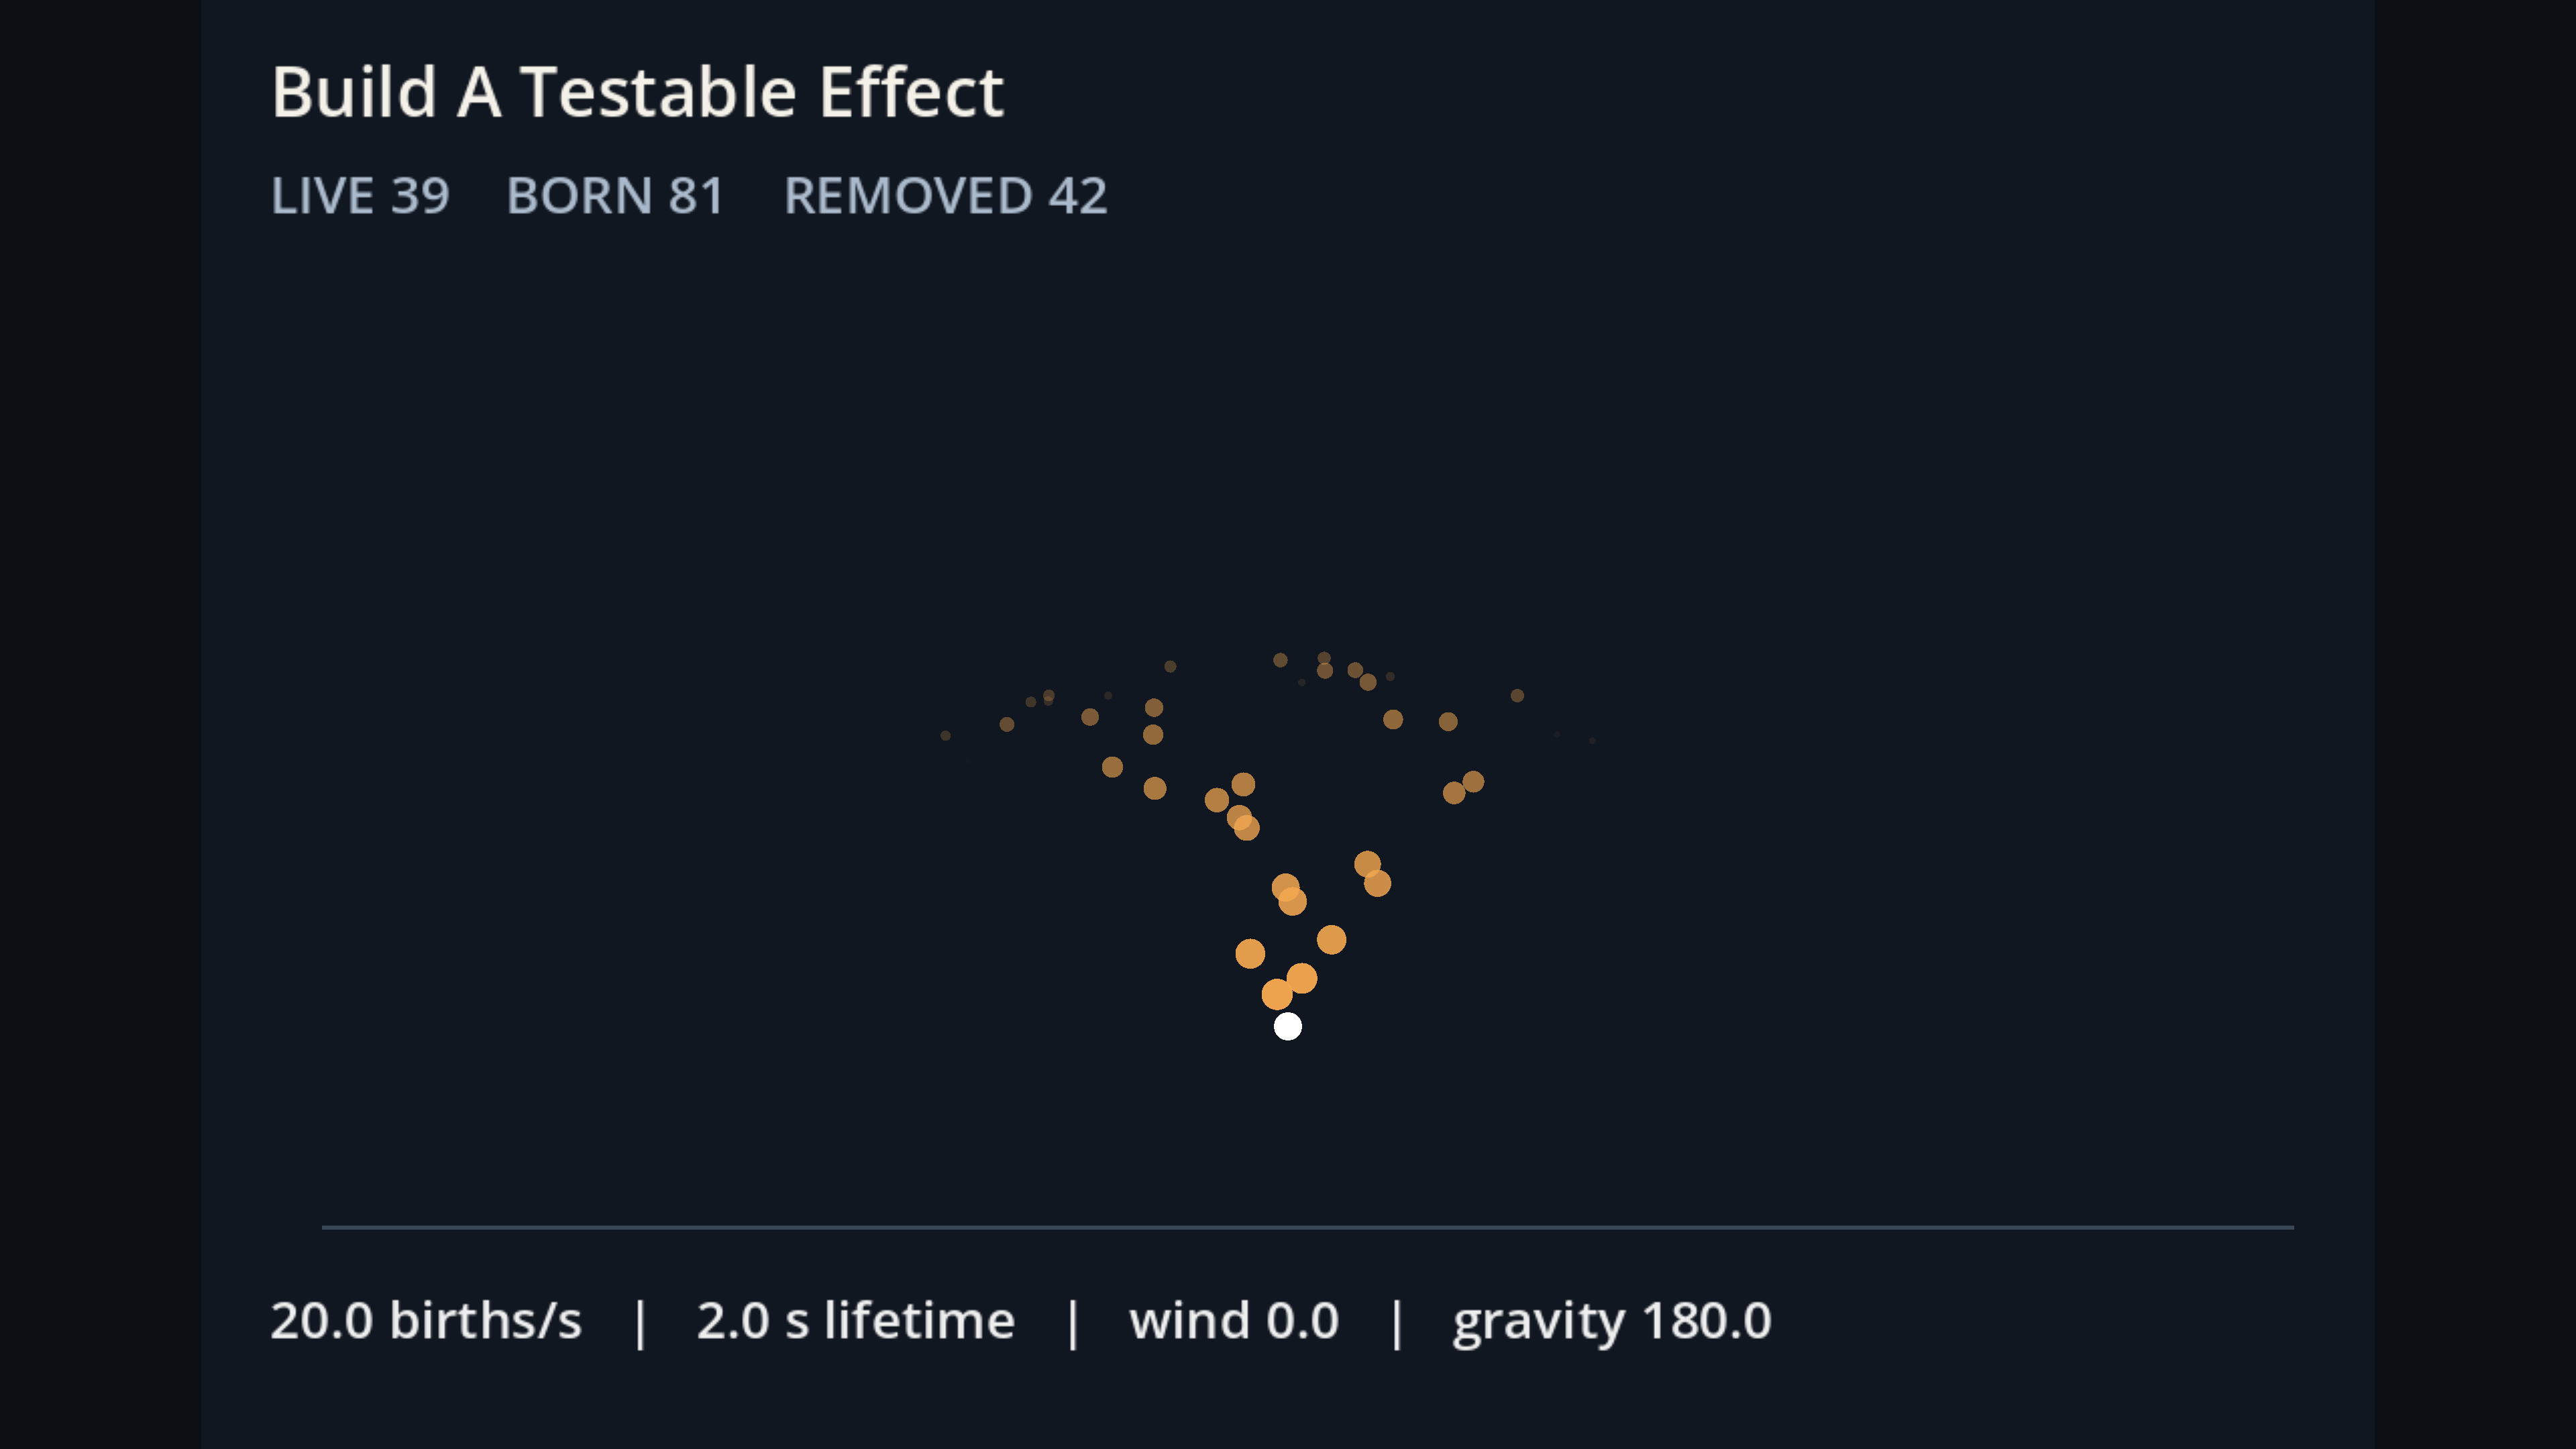 Build A Testable Effect
LIVE 39 BORN 81 REMOVED 42
20.0 births/s | 2.0 s lifetime | wind 0.0 | gravity 180.0